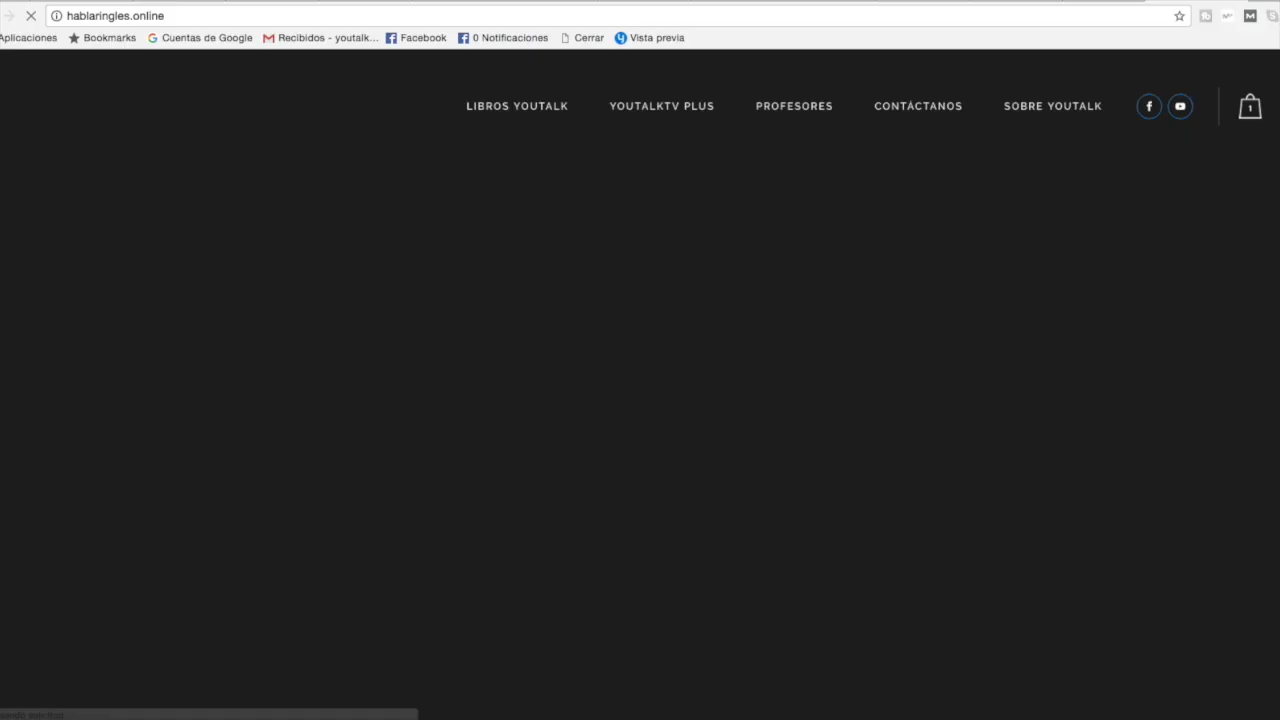 hablaringles.online
Aplicaciones Bookmarks Cuentas de Google Recibidos - youtalk... Facebook 0 Notificaciones Cerrar Vista previa
LIBROS YOUTALK YOUTALKTV PLUS PROFESORES CONTÁCTANOS SOBRE YOUTALK 1